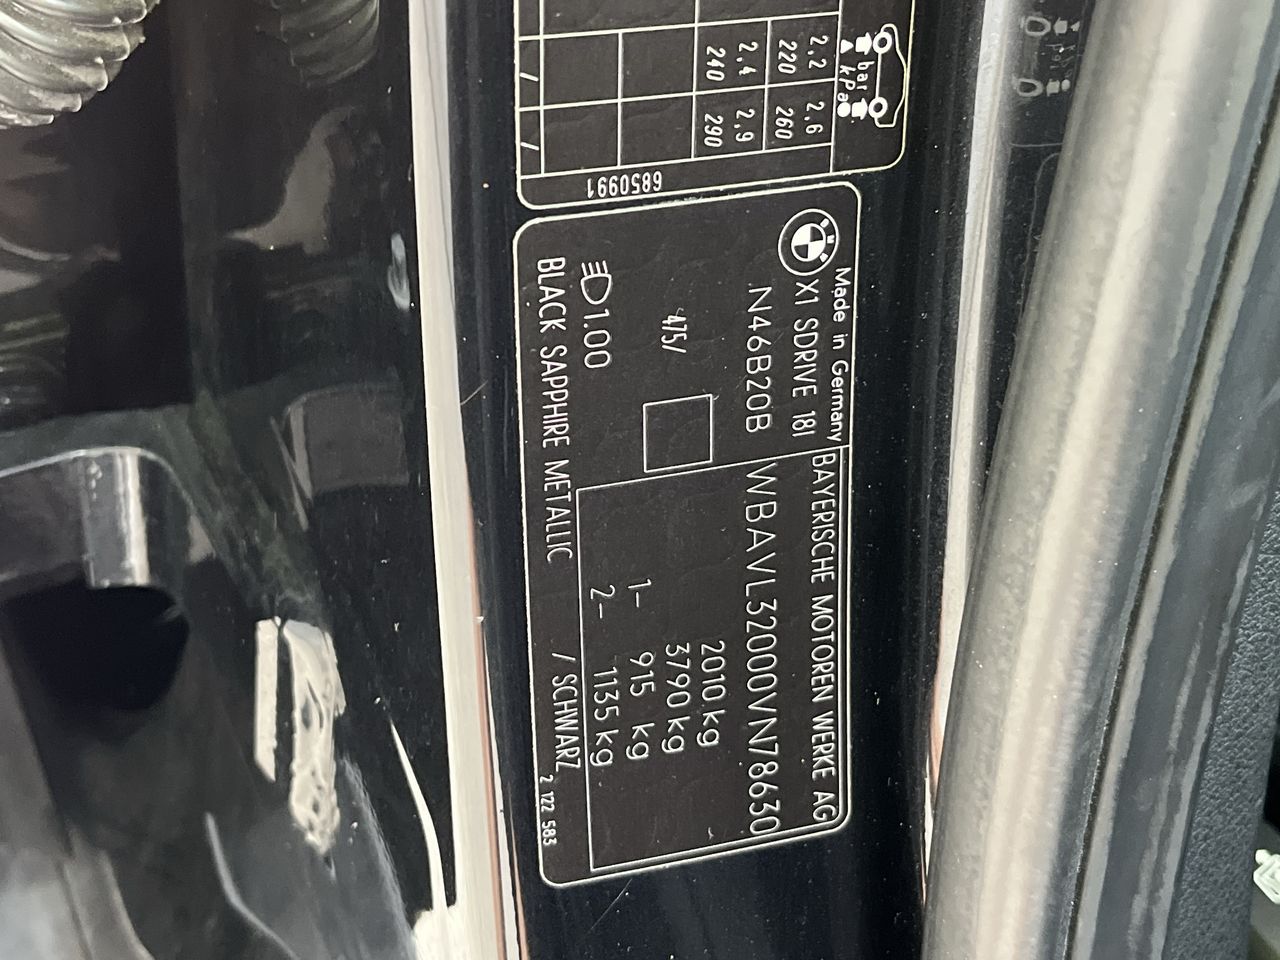 bar
kPa
2,2 2,6
220 260
2,4 2,9
240 290
/ /
6850991
Made in Germany
BAYERISCHE MOTOREN WERKE AG
X1 SDRIVE 18I
N46B20B
WBAVL32000VN78630
2010 kg
475/
3790 kg
1- 915 kg
1.00
2- 1135 kg
BLACK SAPPHIRE METALLIC / SCHWARZ
2 122 583